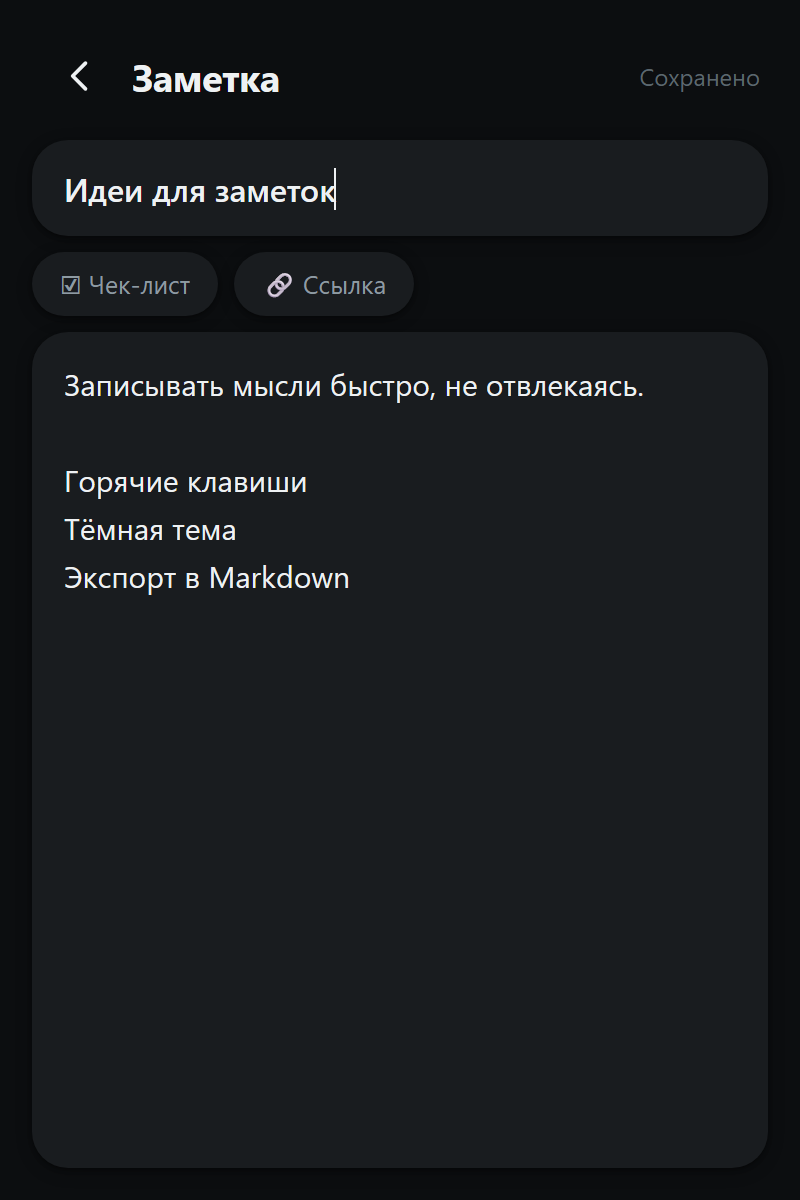 Заметка
Сохранено
Идеи для заметок
Чек-лист
Ссылка
Записывать мысли быстро, не отвлекаясь.
Горячие клавиши
Тёмная тема
Экспорт в Markdown